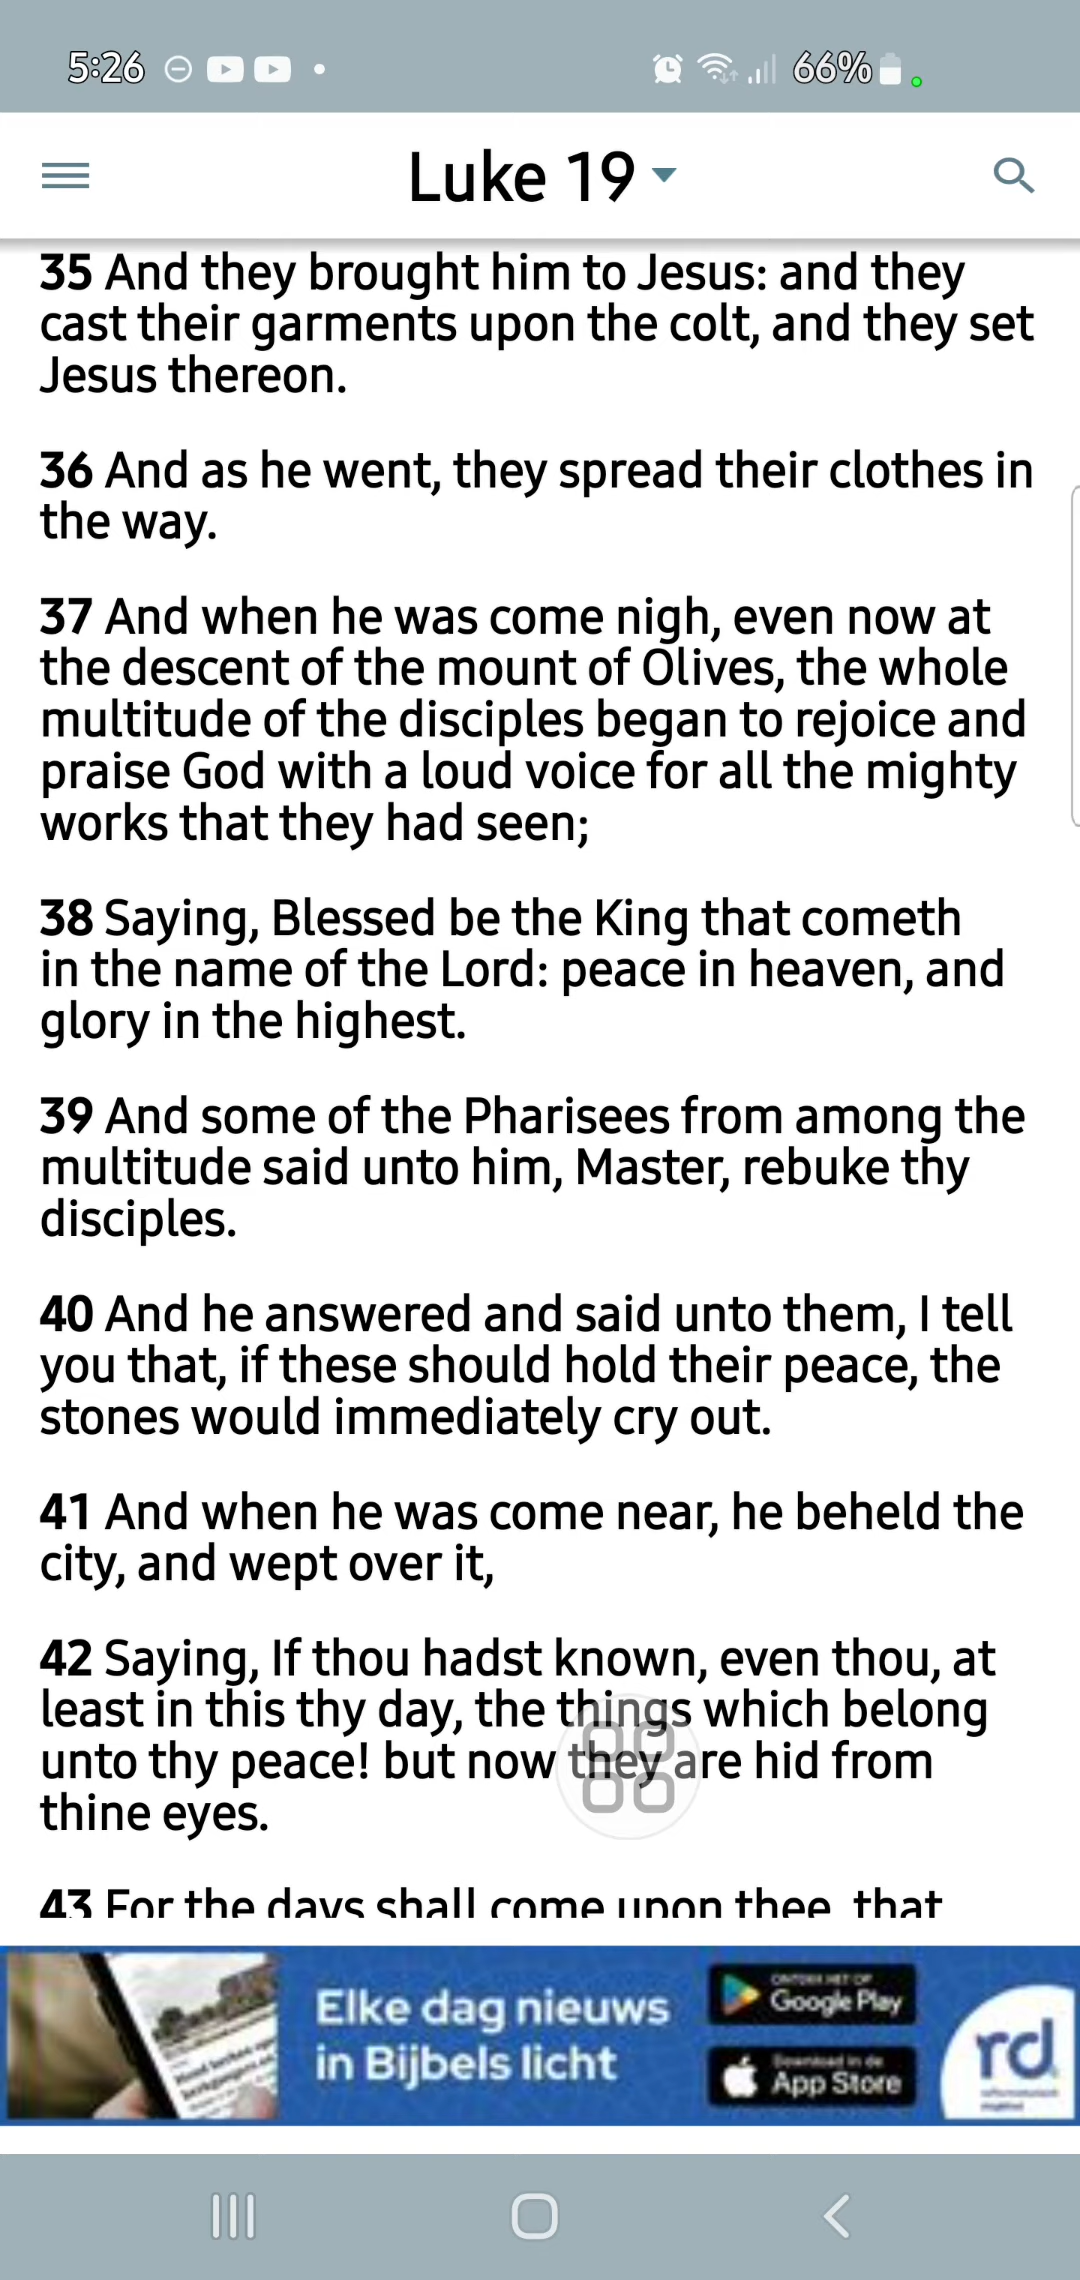 5:26
66%
Luke 19
35 And they brought him to Jesus: and they
cast their garments upon the colt, and they set
Jesus thereon.
36 And as he went, they spread their clothes in
the way.
37 And when he was come nigh, even now at
the descent of the mount of Olives, the whole
multitude of the disciples began to rejoice and
praise God with a loud voice for all the mighty
works that they had seen;
38 Saying, Blessed be the King that cometh
in the name of the Lord: peace in heaven, and
glory in the highest.
39 And some of the Pharisees from among the
multitude said unto him, Master, rebuke thy
disciples.
40 And he answered and said unto them, I tell
you that, if these should hold their peace, the
stones would immediately cry out.
41 And when he was come near, he beheld the
city, and wept over it,
42 Saying, If thou hadst known, even thou, at
least in this thy day, the things which belong
unto thy peace! but now they are hid from
thine eyes.
43 For the days shall come upon thee, that
Elke dag nieuws
in Bijbels licht
ONTDEK HET OP
Google Play
Download in de
App Store
rd